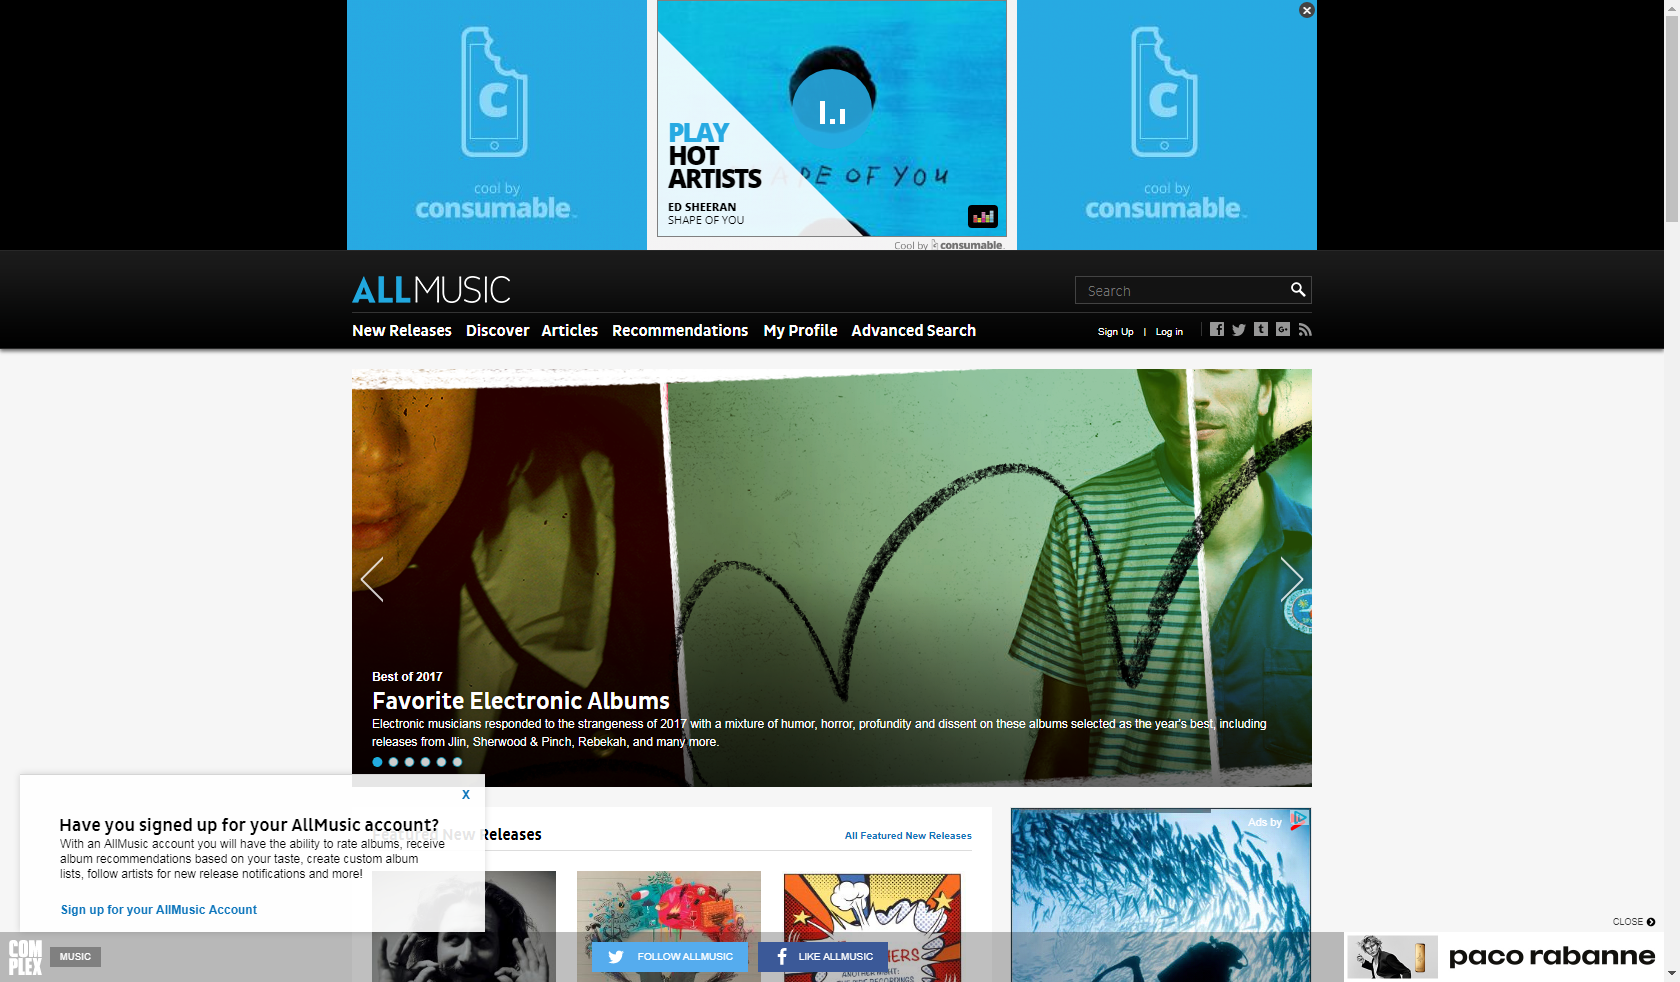 cool by
consumable
PLAY
HOT
ARTISTS
ED SHEERAN
SHAPE OF YOU
OF YOU
Cool by consumable
cool by
consumable
ALLMUSIC
Search
New Releases Discover Articles Recommendations My Profile Advanced Search
Sign Up | Log in
Best of 2017
Favorite Electronic Albums
Electronic musicians responded to the strangeness of 2017 with a mixture of humor, horror, profundity and dissent on these albums selected as the year's best, including
releases from Jlin, Sherwood & Pinch, Rebekah, and many more.
X
Have you signed up for your AllMusic account?
With an AllMusic account you will have the ability to rate albums, receive
album recommendations based on your taste, create custom album
lists, follow artists for new release notifications and more!
Sign up for your AllMusic Account
Featured New Releases
All Featured New Releases
Ads by
CLOSE
COMPLEX
MUSIC
FOLLOW ALLMUSIC
LIKE ALLMUSIC
paco rabanne